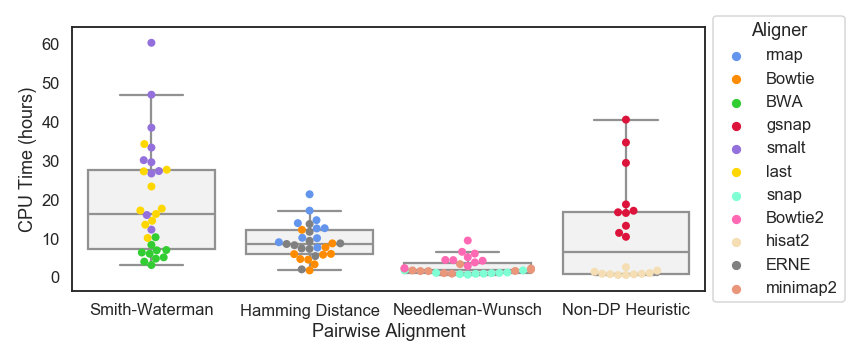 60
50
40
30
20
10
0
CPU Time (hours)
Smith-Waterman
Hamming Distance
Needleman-Wunsch
Non-DP Heuristic
Pairwise Alignment
Aligner
rmap
Bowtie
BWA
gsnap
smalt
last
snap
Bowtie2
hisat2
ERNE
minimap2